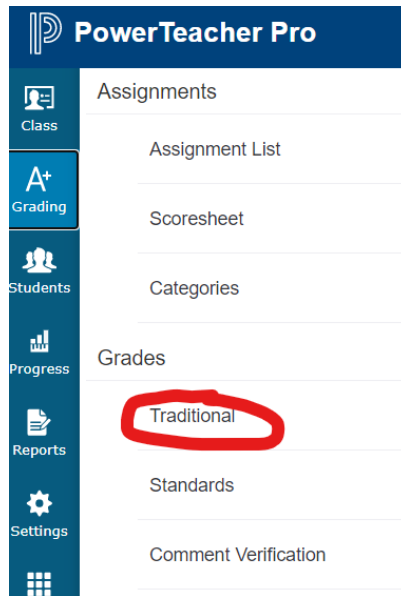 PowerTeacher Pro
Class
A+
Grading
Students
Progress
Reports
Settings
Assignments
Assignment List
Scoresheet
Categories
Grades
Traditional
Standards
Comment Verification